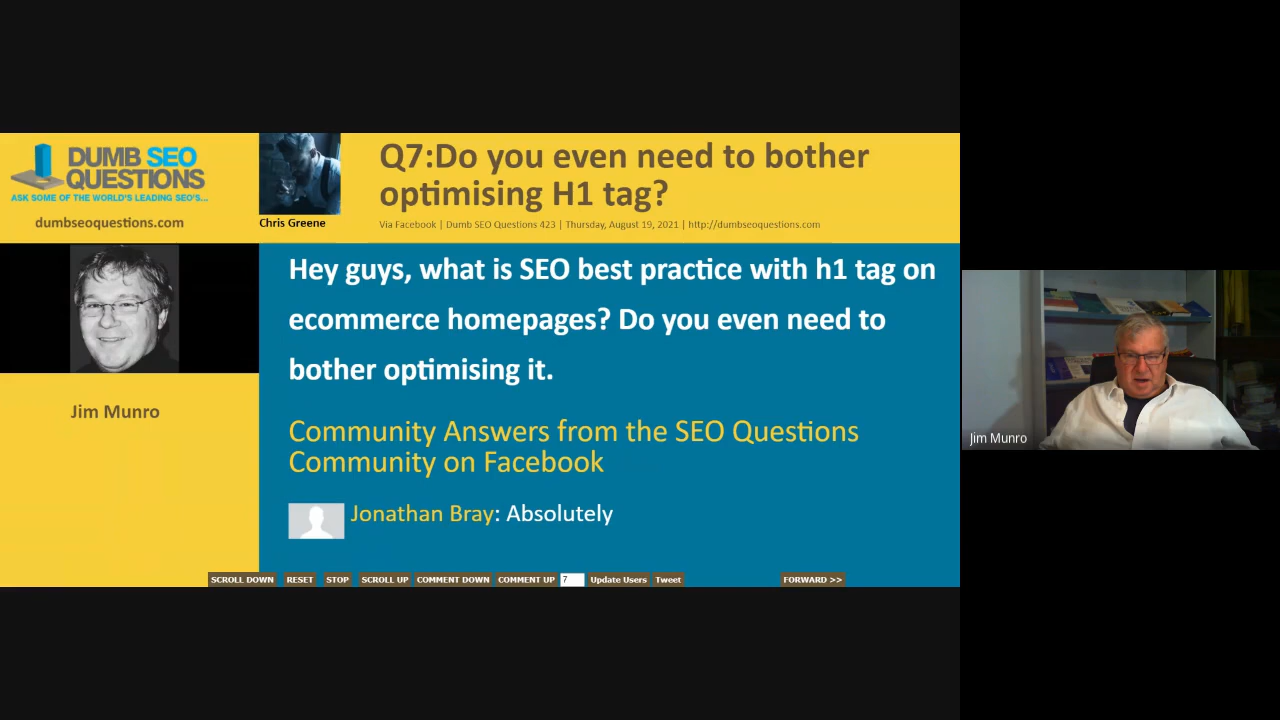 DUMB SEO
QUESTIONS
ASK SOME OF THE WORLD'S LEADING SEO'S...
dumbseoquestions.com
Chris Greene
Q7:Do you even need to bother
optimising H1 tag?
Via Facebook | Dumb SEO Questions 423 | Thursday, August 19, 2021 | http://dumbseoquestions.com
Jim Munro
Hey guys, what is SEO best practice with h1 tag on
ecommerce homepages? Do you even need to
bother optimising it.
Community Answers from the SEO Questions
Community on Facebook
Jonathan Bray: Absolutely
SCROLL DOWN RESET STOP SCROLL UP COMMENT DOWN COMMENT UP 7 Update Users Tweet FORWARD >>
Jim Munro